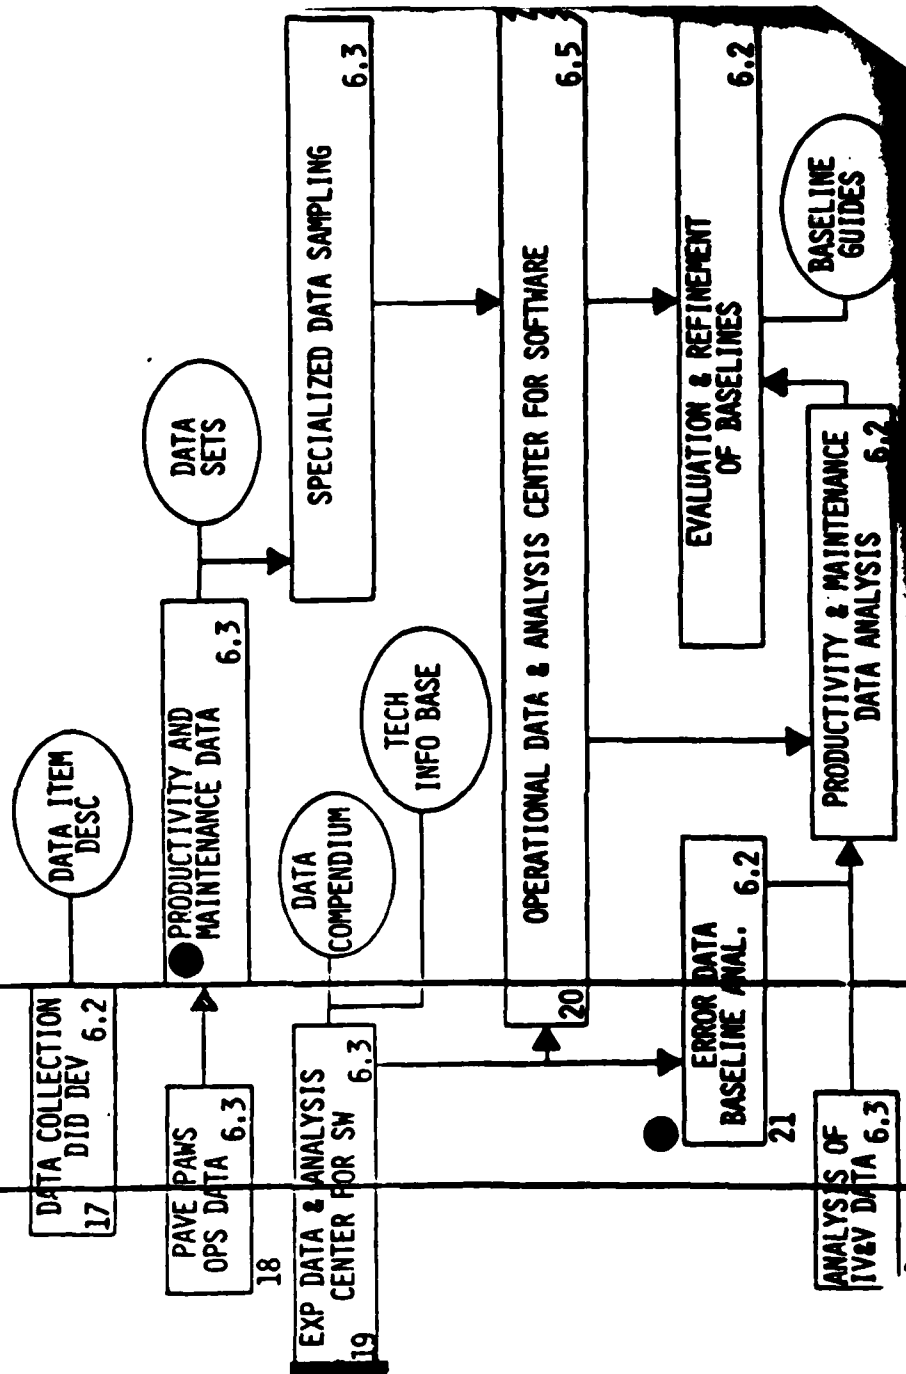 DATA ITEM
DESC
DATA COLLECTION
DID DEV 6.2
17
DATA
SETS
PRODUCTIVITY AND
MAINTENANCE DATA
6.3
PAVE PAWS
OPS DATA 6.3
18
SPECIALIZED DATA SAMPLING
6.3
TECH
INFO BASE
DATA
COMPENDIUM
EXP DATA & ANALYSIS
CENTER FOR SW 6.3
19
OPERATIONAL DATA & ANALYSIS CENTER FOR SOFTWARE
6.5
20
EVALUATION & REFINEMENT
OF BASELINES
6.2
BASELINE
GUIDES
ERROR DATA
BASELINE ANAL.
6.2
21
PRODUCTIVITY & MAINTENANCE
DATA ANALYSIS
6.2
ANALYSIS OF
IV&V DATA 6.3